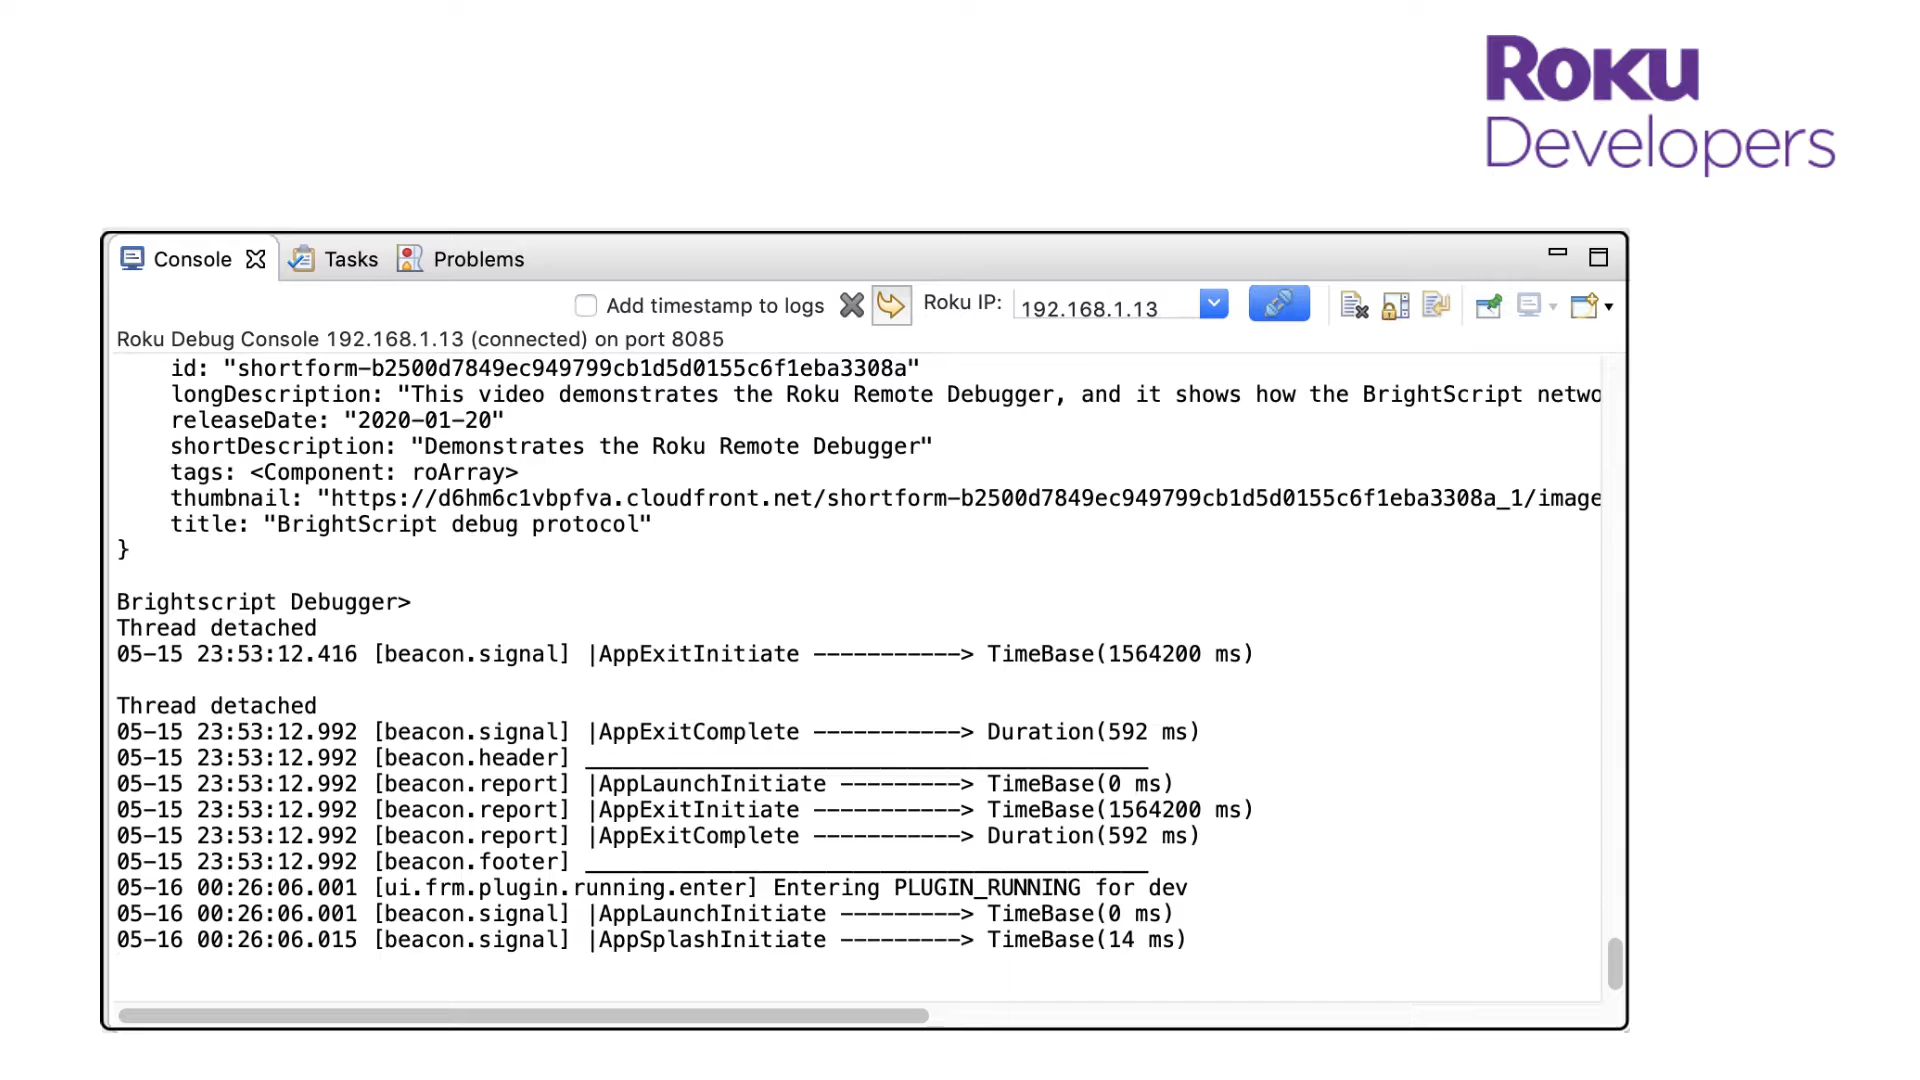 Roku
Developers
Console Tasks Problems
Add timestamp to logs Roku IP: 192.168.1.13
Roku Debug Console 192.168.1.13 (connected) on port 8085
id: "shortform-b2500d7849ec949799cb1d5d0155c6f1eba3308a"
longDescription: "This video demonstrates the Roku Remote Debugger, and it shows how the BrightScript netwo
releaseDate: "2020-01-20"
shortDescription: "Demonstrates the Roku Remote Debugger"
tags: <Component: roArray>
thumbnail: "https://d6hm6c1vbpfva.cloudfront.net/shortform-b2500d7849ec949799cb1d5d0155c6f1eba3308a_1/image
title: "BrightScript debug protocol"
}
Brightscript Debugger>
Thread detached
05-15 23:53:12.416 [beacon.signal] |AppExitInitiate -----------> TimeBase(1564200 ms)
Thread detached
05-15 23:53:12.992 [beacon.signal] |AppExitComplete -----------> Duration(592 ms)
05-15 23:53:12.992 [beacon.header] __________________________________________
05-15 23:53:12.992 [beacon.report] |AppLaunchInitiate ---------> TimeBase(0 ms)
05-15 23:53:12.992 [beacon.report] |AppExitInitiate -----------> TimeBase(1564200 ms)
05-15 23:53:12.992 [beacon.report] |AppExitComplete -----------> Duration(592 ms)
05-15 23:53:12.992 [beacon.footer] __________________________________________
05-16 00:26:06.001 [ui.frm.plugin.running.enter] Entering PLUGIN_RUNNING for dev
05-16 00:26:06.001 [beacon.signal] |AppLaunchInitiate ---------> TimeBase(0 ms)
05-16 00:26:06.015 [beacon.signal] |AppSplashInitiate ---------> TimeBase(14 ms)